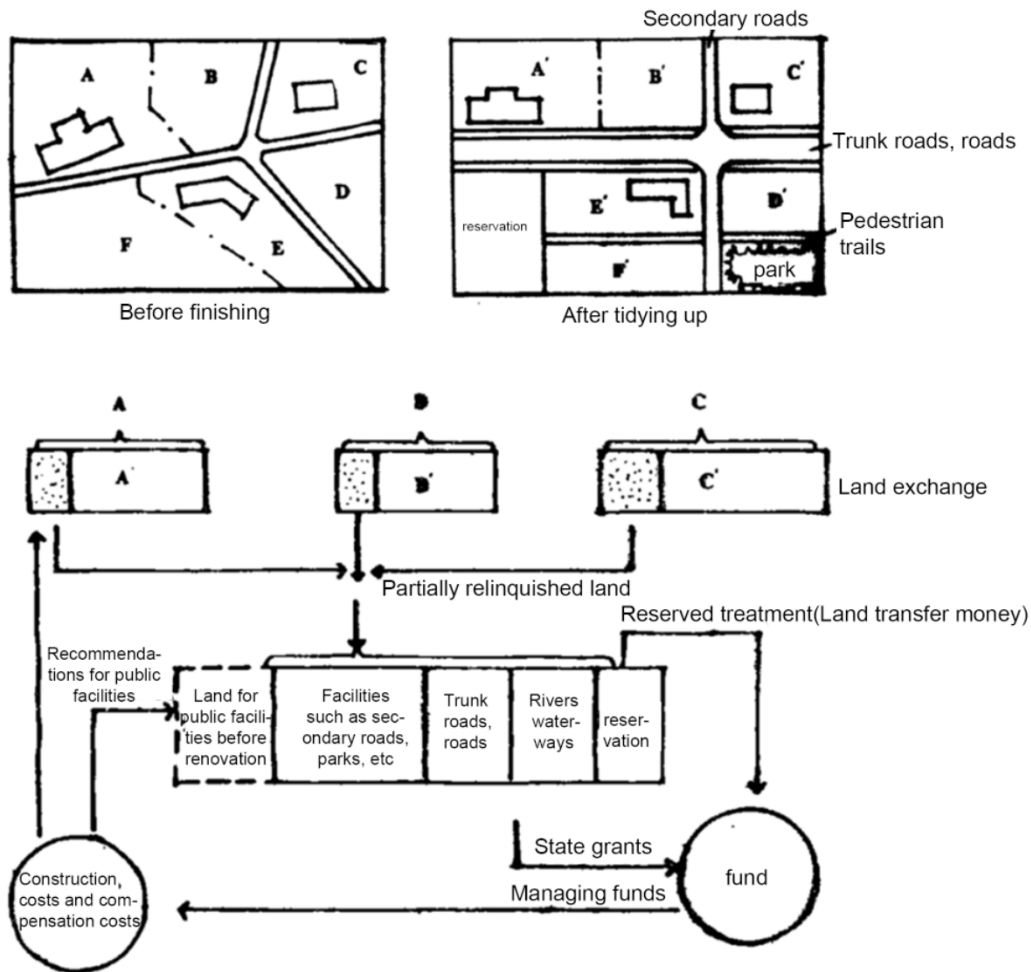 Secondary roads
A
B
C
D
E
F
Before finishing
A'
B'
C'
Trunk roads, roads
reservation
E'
D'
Pedestrian
trails
F'
park
After tidying up
A
B
C
A'
B'
C'
Land exchange
Partially relinquished land
Reserved treatment(Land transfer money)
Recommenda-
tions for public
facilities
Land for
public facili-
ties before
renovation
Facilities
such as sec-
ondary roads,
parks, etc
Trunk
roads,
roads
Rivers
water-
ways
reser-
vation
State grants
fund
Managing funds
Construction,
costs and com-
pensation costs